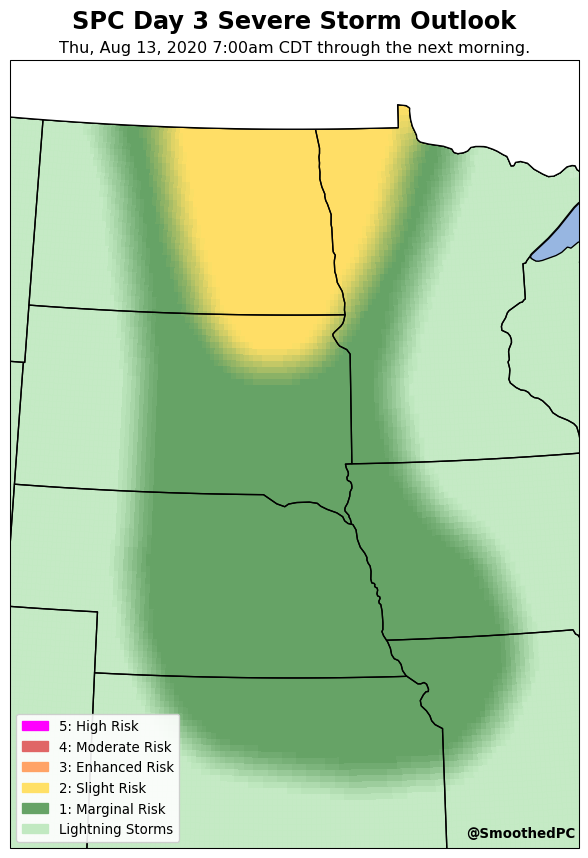 SPC Day 3 Severe Storm Outlook
Thu, Aug 13, 2020 7:00am CDT through the next morning.
5: High Risk
4: Moderate Risk
3: Enhanced Risk
2: Slight Risk
1: Marginal Risk
Lightning Storms
@SmoothedPC